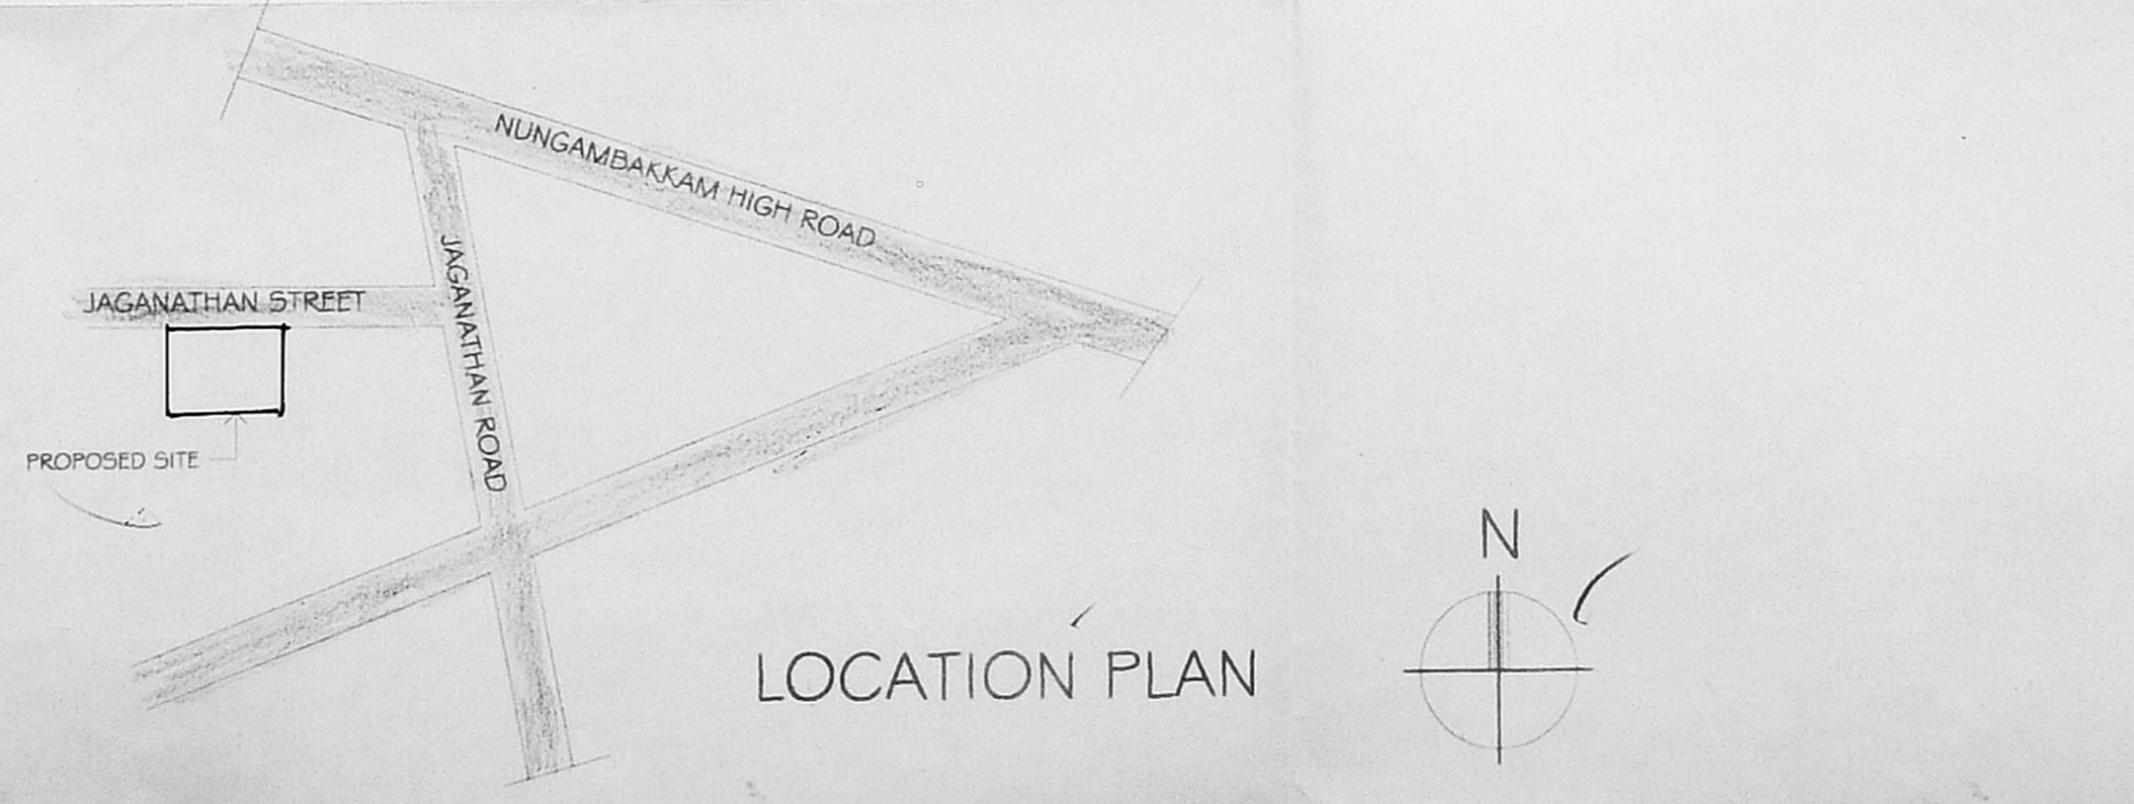 NUNGAMBAKKAM HIGH ROAD
JAGANATHAN STREET
JAGANATHAN ROAD
PROPOSED SITE
LOCATION PLAN
N